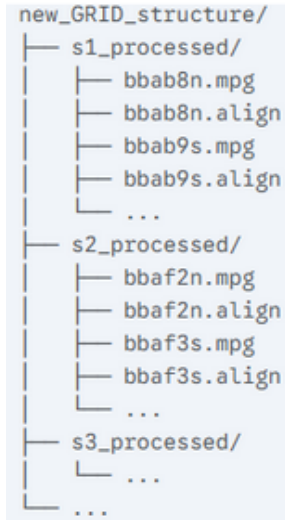 new_GRID_structure/
├── s1_processed/
│   ├── bbab8n.mpg
│   ├── bbab8n.align
│   ├── bbab9s.mpg
│   ├── bbab9s.align
│   └── ...
├── s2_processed/
│   ├── bbaf2n.mpg
│   ├── bbaf2n.align
│   ├── bbaf3s.mpg
│   ├── bbaf3s.align
│   └── ...
├── s3_processed/
│   └── ...
└── ...